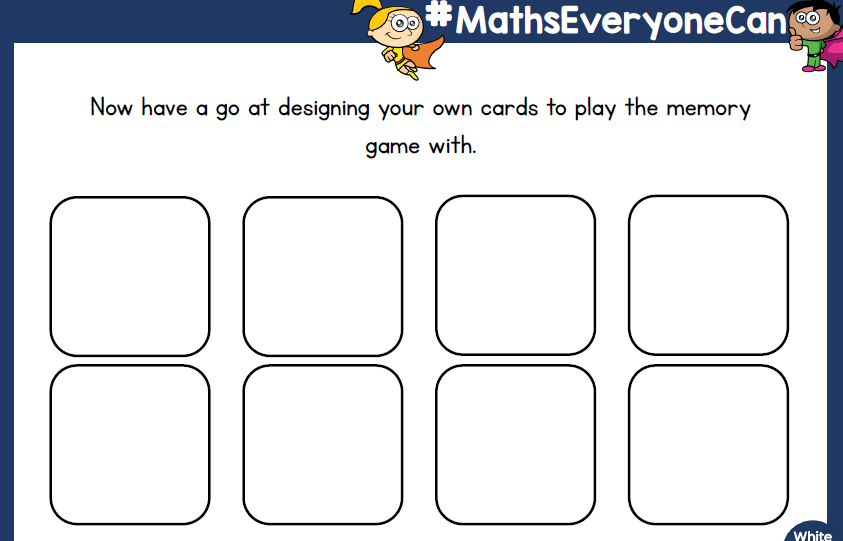 #MathsEveryoneCan
Now have a go at designing your own cards to play the memory
game with.
White